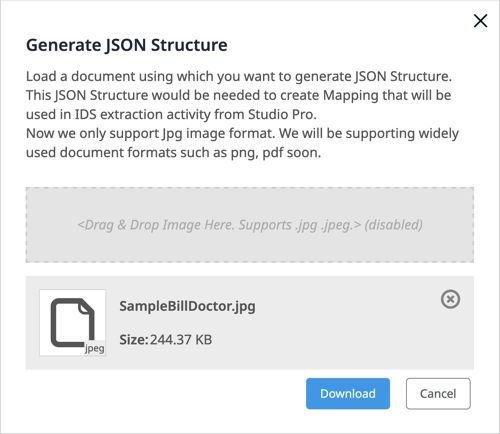 Generate JSON Structure
Load a document using which you want to generate JSON Structure.
This JSON Structure would be needed to create Mapping that will be
used in IDS extraction activity from Studio Pro.
Now we only support Jpg image format. We will be supporting widely
used document formats such as png, pdf soon.
<Drag & Drop Image Here. Supports .jpg .jpeg.> (disabled)
SampleBillDoctor.jpg
jpeg
Size:244.37 KB
Download
Cancel